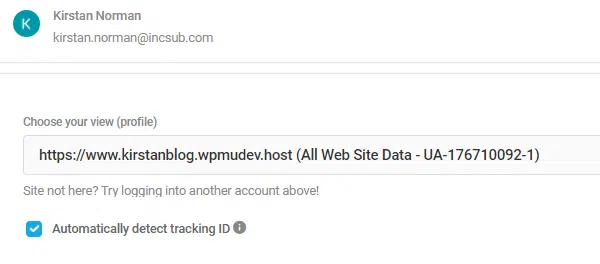 K
Kirstan Norman
kirstan.norman@incsub.com
Choose your view (profile)
https://www.kirstanblog.wpmudev.host (All Web Site Data - UA-176710092-1)
Site not here? Try logging into another account above!
Automatically detect tracking ID